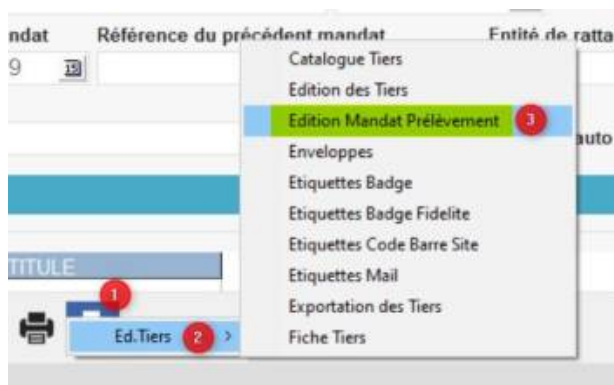 ndat Référence du précédent mandat Entité de ratta
9 15
Catalogue Tiers
Edition des Tiers
Edition Mandat Prélèvement 3
auto
Enveloppes
Etiquettes Badge
Etiquettes Badge Fidelite
Etiquettes Code Barre Site
TITULE
Etiquettes Mail
1
Exportation des Tiers
Ed.Tiers 2 >
Fiche Tiers